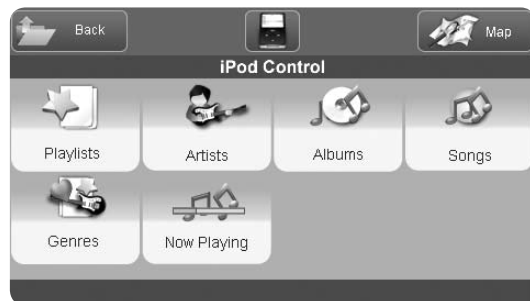 Back Map
iPod Control
Playlists Artists Albums Songs
Genres Now Playing